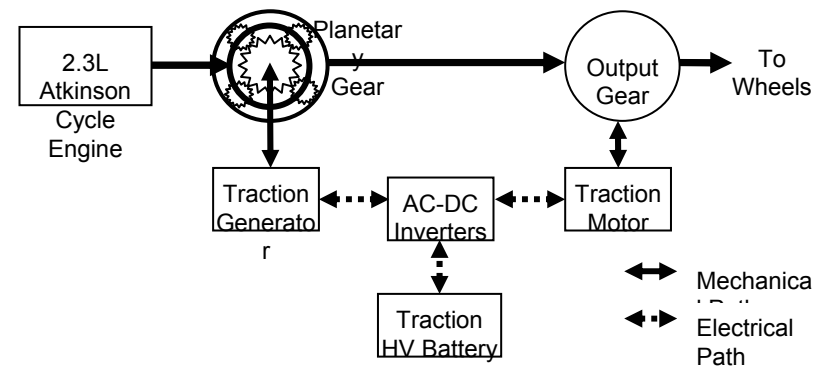 2.3L
Atkinson
Cycle
Engine
Planetar
y
Gear
Output
Gear
To
Wheels
Traction
Generato
r
AC-DC
Inverters
Traction
Motor
Traction
HV Battery
Mechanica
Electrical
Path